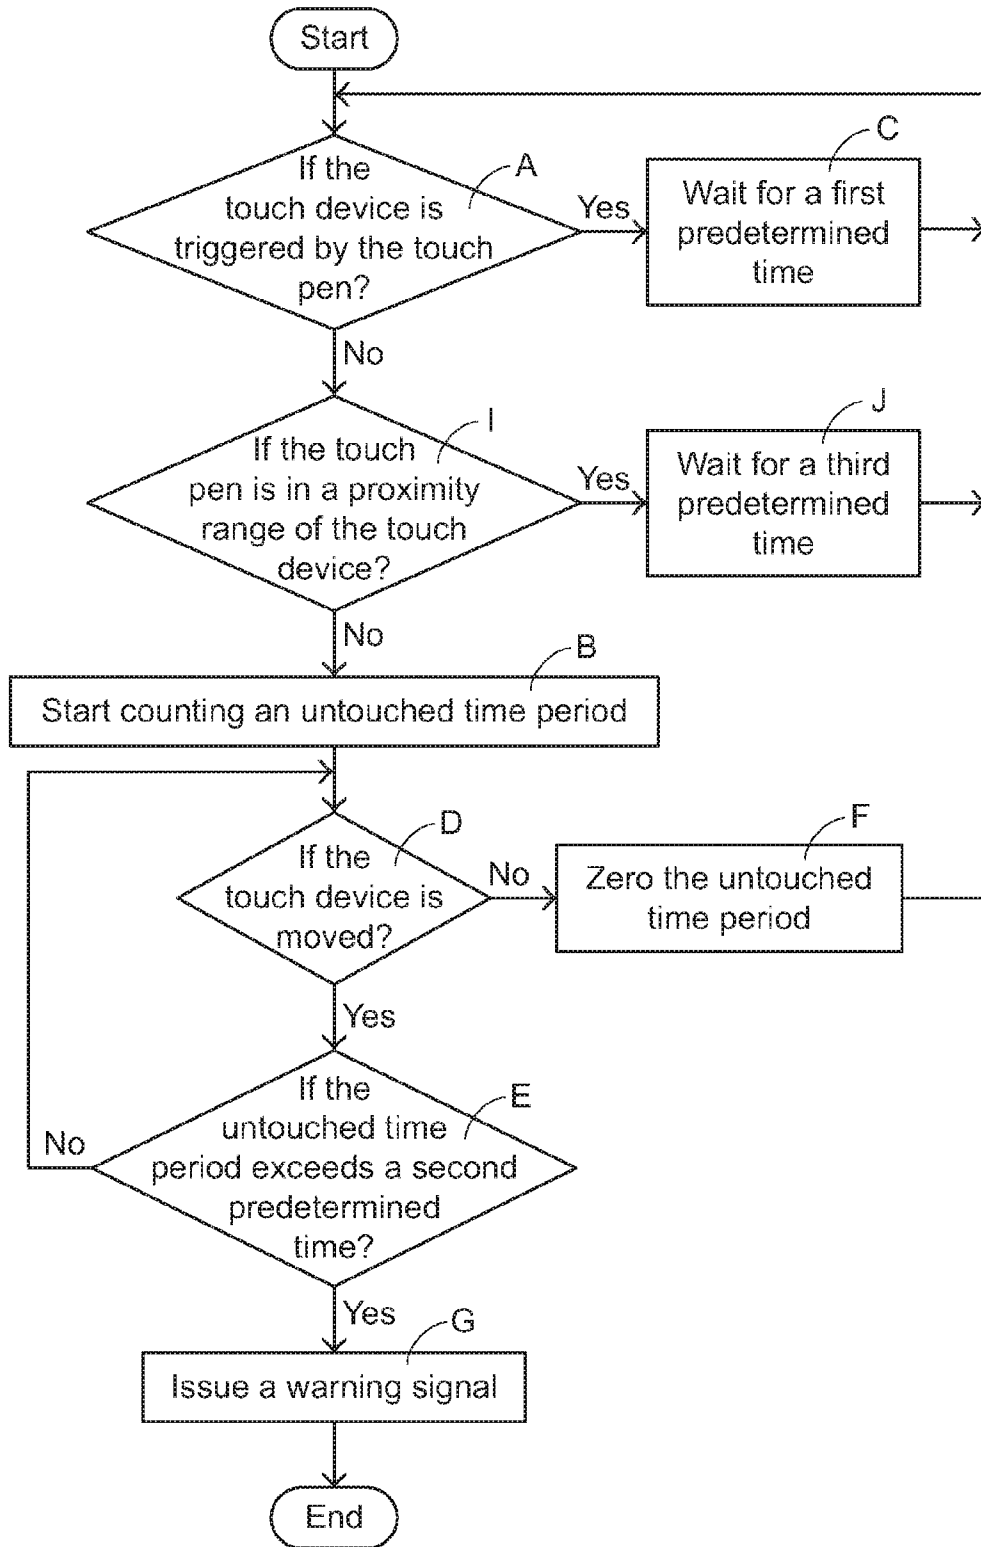 Start
If the
touch device is
triggered by the touch
pen?
A
Yes
C
Wait for a first
predetermined
time
No
If the touch
pen is in a proximity
range of the touch
device?
I
Yes
J
Wait for a third
predetermined
time
No
B
Start counting an untouched time period
If the
touch device is
moved?
D
No
F
Zero the untouched
time period
Yes
If the
untouched time
period exceeds a second
predetermined
time?
E
No
Yes
G
Issue a warning signal
End